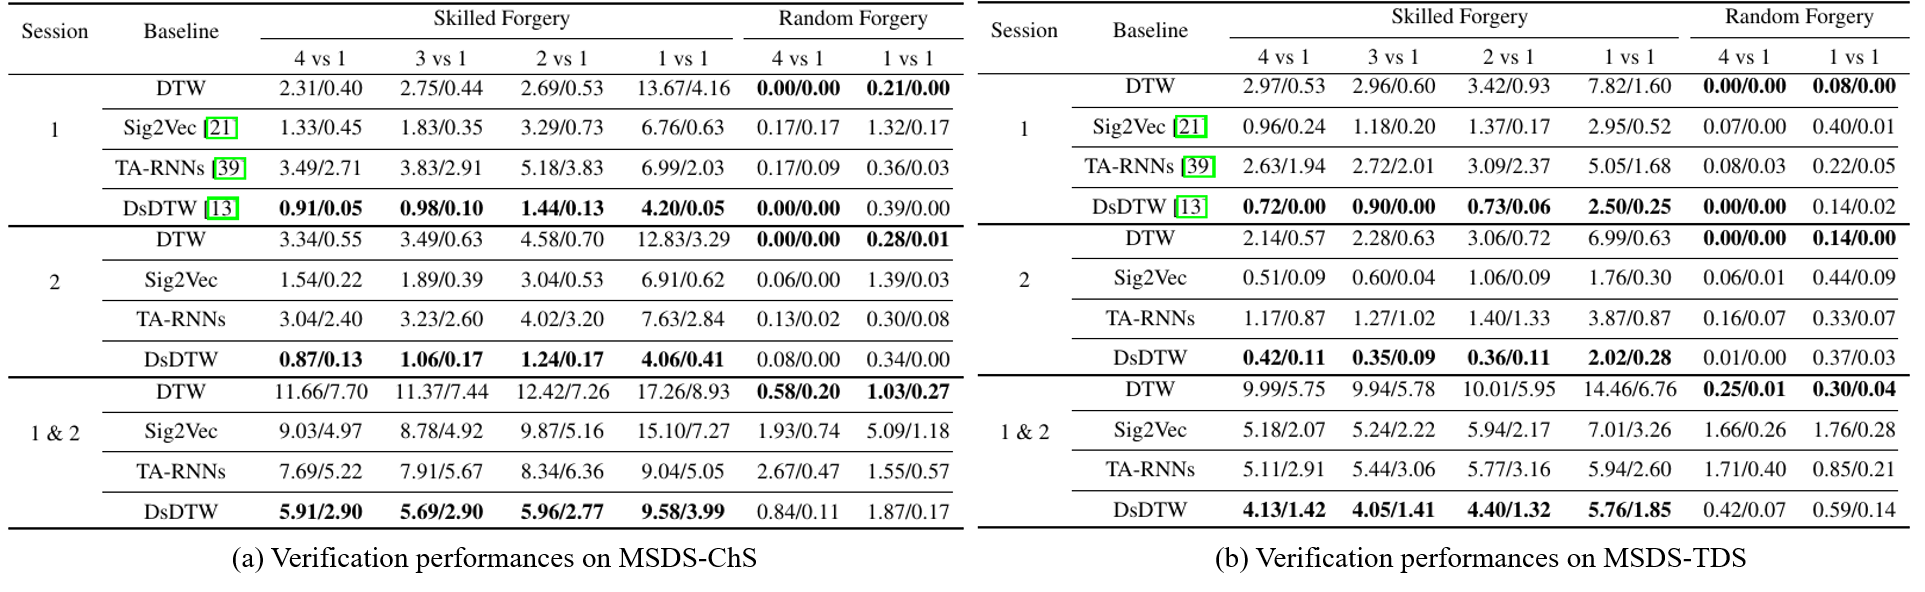 Session Baseline Skilled Forgery Random Forgery
4 vs 1 3 vs 1 2 vs 1 1 vs 1 4 vs 1 1 vs 1
1
DTW 2.31/0.40 2.75/0.44 2.69/0.53 13.67/4.16 0.00/0.00 0.21/0.00
Sig2Vec [21] 1.33/0.45 1.83/0.35 3.29/0.73 6.76/0.63 0.17/0.17 1.32/0.17
TA-RNNs [39] 3.49/2.71 3.83/2.91 5.18/3.83 6.99/2.03 0.17/0.09 0.36/0.03
DsDTW [13] 0.91/0.05 0.98/0.10 1.44/0.13 4.20/0.05 0.00/0.00 0.39/0.00
2
DTW 3.34/0.55 3.49/0.63 4.58/0.70 12.83/3.29 0.00/0.00 0.28/0.01
Sig2Vec 1.54/0.22 1.89/0.39 3.04/0.53 6.91/0.62 0.06/0.00 1.39/0.03
TA-RNNs 3.04/2.40 3.23/2.60 4.02/3.20 7.63/2.84 0.13/0.02 0.30/0.08
DsDTW 0.87/0.13 1.06/0.17 1.24/0.17 4.06/0.41 0.08/0.00 0.34/0.00
1 & 2
DTW 11.66/7.70 11.37/7.44 12.42/7.26 17.26/8.93 0.58/0.20 1.03/0.27
Sig2Vec 9.03/4.97 8.78/4.92 9.87/5.16 15.10/7.27 1.93/0.74 5.09/1.18
TA-RNNs 7.69/5.22 7.91/5.67 8.34/6.36 9.04/5.05 2.67/0.47 1.55/0.57
DsDTW 5.91/2.90 5.69/2.90 5.96/2.77 9.58/3.99 0.84/0.11 1.87/0.17
(a) Verification performances on MSDS-ChS
Session Baseline Skilled Forgery Random Forgery
4 vs 1 3 vs 1 2 vs 1 1 vs 1 4 vs 1 1 vs 1
1
DTW 2.97/0.53 2.96/0.60 3.42/0.93 7.82/1.60 0.00/0.00 0.08/0.00
Sig2Vec [21] 0.96/0.24 1.18/0.20 1.37/0.17 2.95/0.52 0.07/0.00 0.40/0.01
TA-RNNs [39] 2.63/1.94 2.72/2.01 3.09/2.37 5.05/1.68 0.08/0.03 0.22/0.05
DsDTW [13] 0.72/0.00 0.90/0.00 0.73/0.06 2.50/0.25 0.00/0.00 0.14/0.02
2
DTW 2.14/0.57 2.28/0.63 3.06/0.72 6.99/0.63 0.00/0.00 0.14/0.00
Sig2Vec 0.51/0.09 0.60/0.04 1.06/0.09 1.76/0.30 0.06/0.01 0.44/0.09
TA-RNNs 1.17/0.87 1.27/1.02 1.40/1.33 3.87/0.87 0.16/0.07 0.33/0.07
DsDTW 0.42/0.11 0.35/0.09 0.36/0.11 2.02/0.28 0.01/0.00 0.37/0.03
1 & 2
DTW 9.99/5.75 9.94/5.78 10.01/5.95 14.46/6.76 0.25/0.01 0.30/0.04
Sig2Vec 5.18/2.07 5.24/2.22 5.94/2.17 7.01/3.26 1.66/0.26 1.76/0.28
TA-RNNs 5.11/2.91 5.44/3.06 5.77/3.16 5.94/2.60 1.71/0.40 0.85/0.21
DsDTW 4.13/1.42 4.05/1.41 4.40/1.32 5.76/1.85 0.42/0.07 0.59/0.14
(b) Verification performances on MSDS-TDS